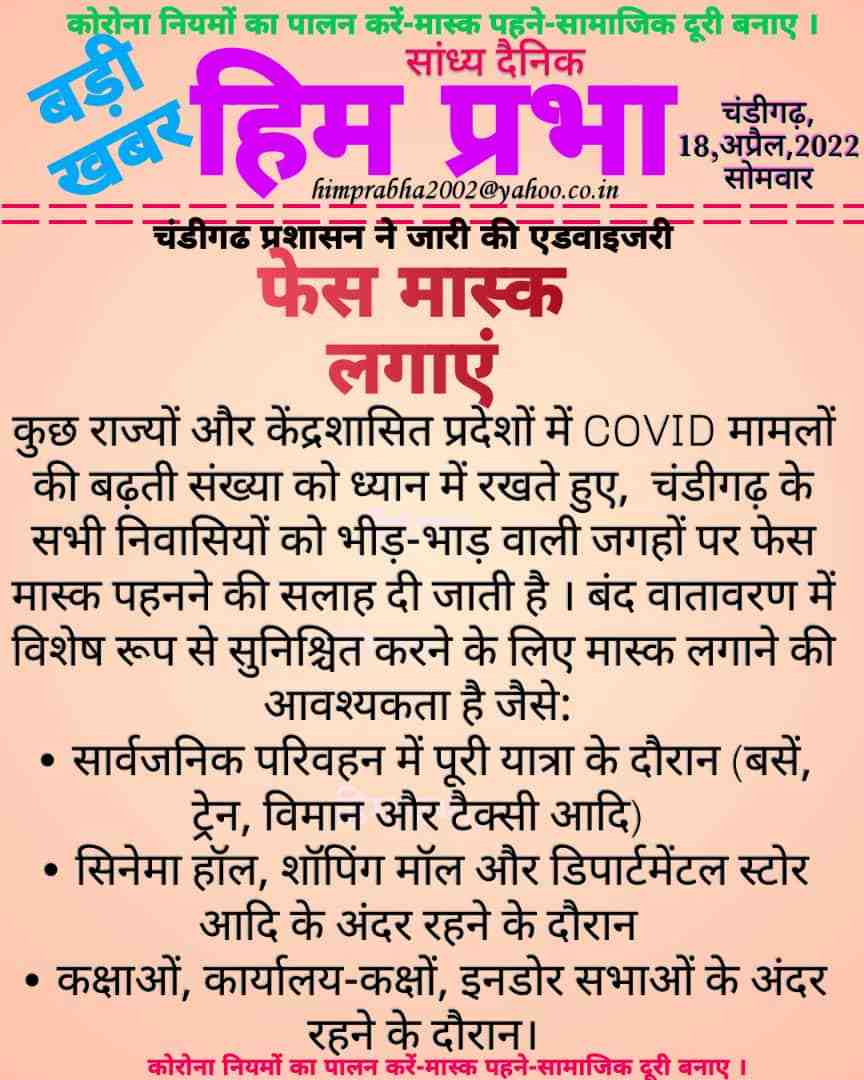 कोरोना नियमों का पालन करें-मास्क पहने-सामाजिक दूरी बनाए ।
सांध्य दैनिक
बड़ी
खबर
हिम प्रभा
चंडीगढ़,
18,अप्रैल,2022
सोमवार
himprabha2002@yahoo.co.in
चंडीगढ प्रशासन ने जारी की एडवाइजरी
फेस मास्क
लगाएं
कुछ राज्यों और केंद्रशासित प्रदेशों में COVID मामलों
की बढ़ती संख्या को ध्यान में रखते हुए, चंडीगढ़ के
सभी निवासियों को भीड़-भाड़ वाली जगहों पर फेस
मास्क पहनने की सलाह दी जाती है । बंद वातावरण में
विशेष रूप से सुनिश्चित करने के लिए मास्क लगाने की
आवश्यकता है जैसे:
• सार्वजनिक परिवहन में पूरी यात्रा के दौरान (बसें,
ट्रेन, विमान और टैक्सी आदि)
• सिनेमा हॉल, शॉपिंग मॉल और डिपार्टमेंटल स्टोर
आदि के अंदर रहने के दौरान
• कक्षाओं, कार्यालय-कक्षों, इनडोर सभाओं के अंदर
रहने के दौरान।
कोरोना नियमों का पालन करें-मास्क पहने-सामाजिक दूरी बनाए ।